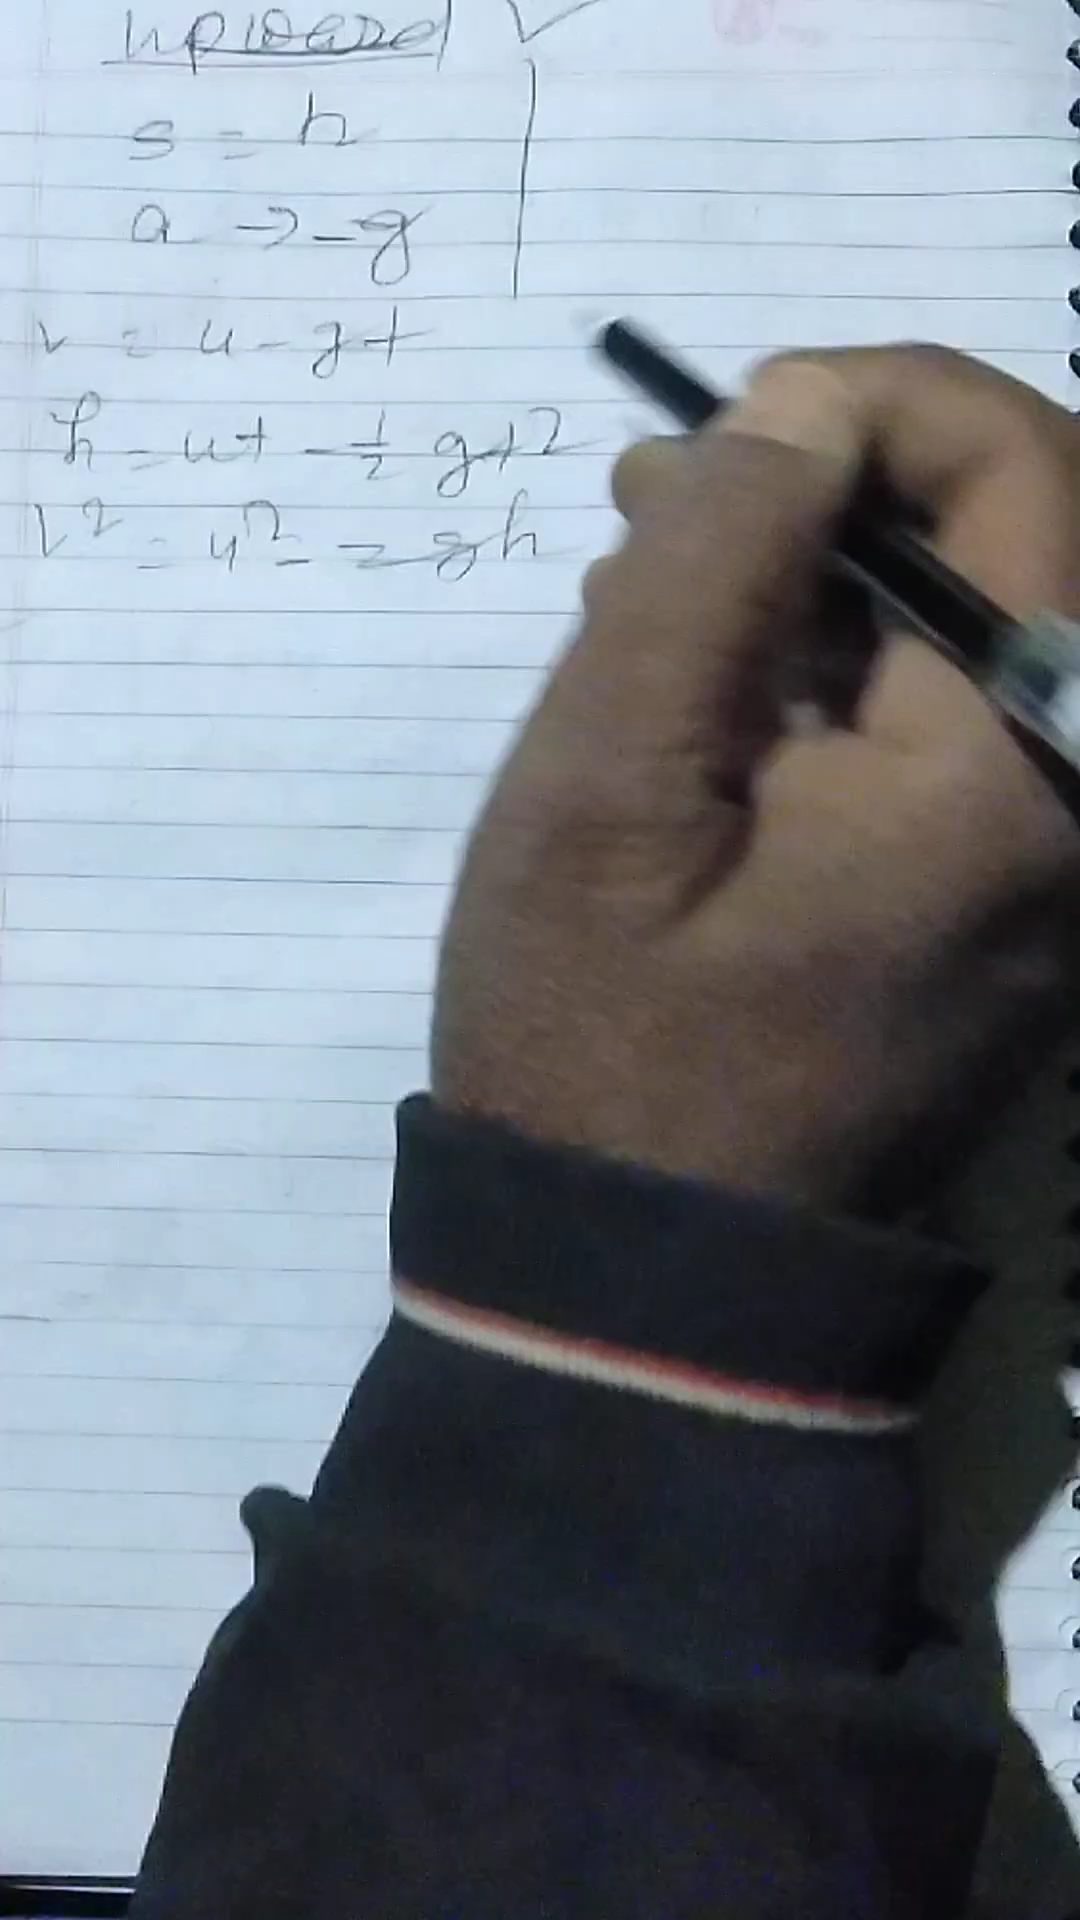 upward ✓
s = h
a → -g
v = u - gt
h = ut - 1/2 gt2
v2 = u2 - 2gh